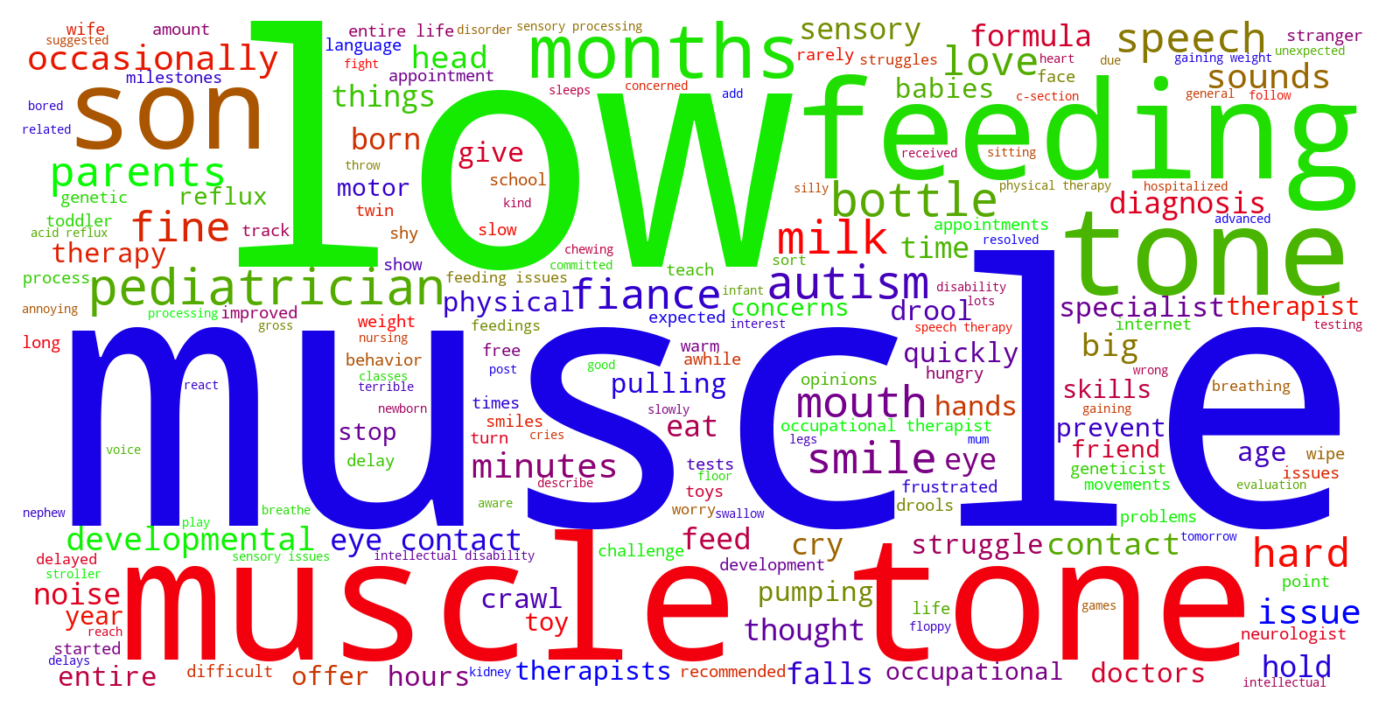 wife
amount
entire life
disorder
sensory processing
sensory
formula
speech
stranger
suggested
occasionally
language
head
months
rarely
struggles
love
heart
due
gaining weight
unexpected
milestones
fight
appointment
sleeps
concerned
babies
face
sounds
bored
son
things
low
add
feeding
c-section
general
follow
related
born
give
received
sitting
parents
throw
school
silly
bottle
physical therapy
hospitalized
genetic
reflux
motor
kind
diagnosis
toddler
fine
twin
slow
milk
appointments
advanced
acid reflux
track
shy
chewing
time
resolved
tone
therapy
show
committed
teach
sort
process
pediatrician
feeding issues
infant
autism
disability
annoying
processing
improved
physical
fiance
concerns
drool
lots
specialist
therapist
gross
weight
feedings
expected
interest
speech therapy
internet
testing
long
nursing
free
warm
awhile
quickly
big
behavior
post
good
opinions
hungry
wrong
react
classes
terrible
pulling
skills
breathing
muscle
newborn
times
slowly
mouth
hands
gaining
stop
smiles
eat
occupational therapist
prevent
voice
turn
cries
legs
mum
friend
age
wipe
delay
minutes
tests
smile
eye
geneticist
issues
floor
describe
toys
frustrated
movements
evaluation
nephew
play
breathe
aware
worry
swallow
drools
problems
developmental
eye contact
challenge
feed
cry
struggle
contact
tomorrow
delayed
sensory issues
intellectual disability
development
hard
stroller
muscle tone
point
noise
crawl
pumping
life
games
issue
year
toy
thought
floppy
neurologist
reach
started
delays
entire
difficult
offer
hours
kidney
therapists
recommended
falls
occupational
doctors
hold
intellectual